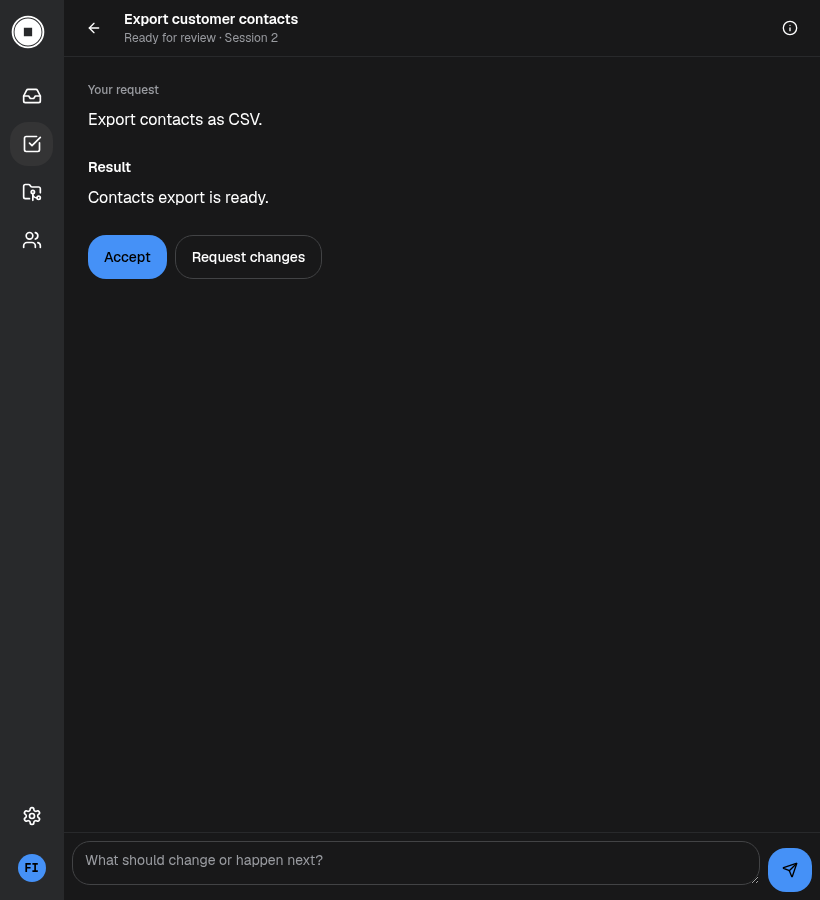 Export customer contacts
Ready for review · Session 2
Your request
Export contacts as CSV.
Result
Contacts export is ready.
Accept
Request changes
FI
What should change or happen next?